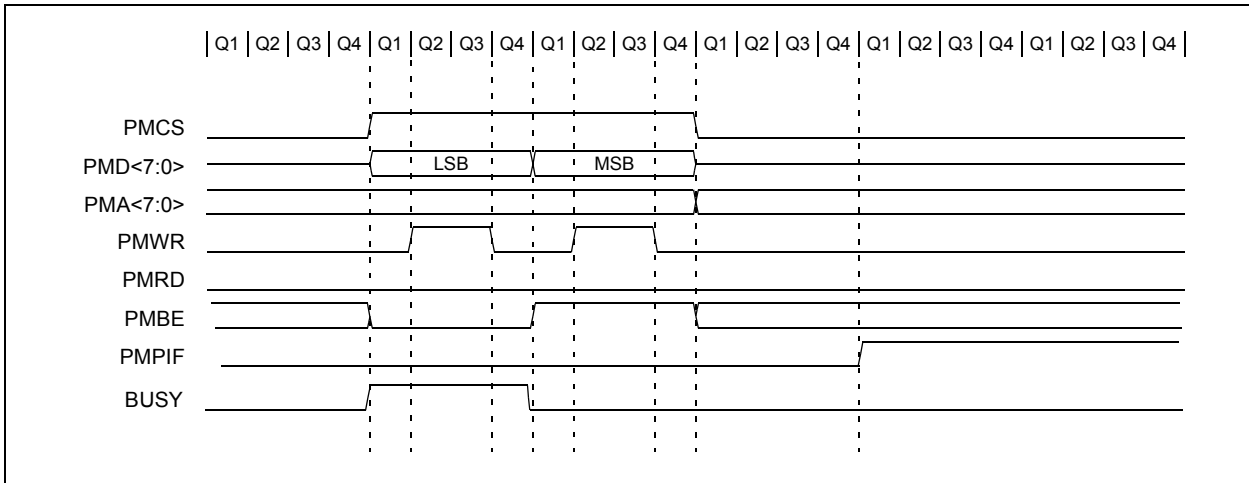 Q1 Q2 Q3 Q4 Q1 Q2 Q3 Q4 Q1 Q2 Q3 Q4 Q1 Q2 Q3 Q4 Q1 Q2 Q3 Q4 Q1 Q2 Q3 Q4
PMCS
PMD<7:0> LSB MSB
PMA<7:0>
PMWR
PMRD
PMBE
PMPIF
BUSY